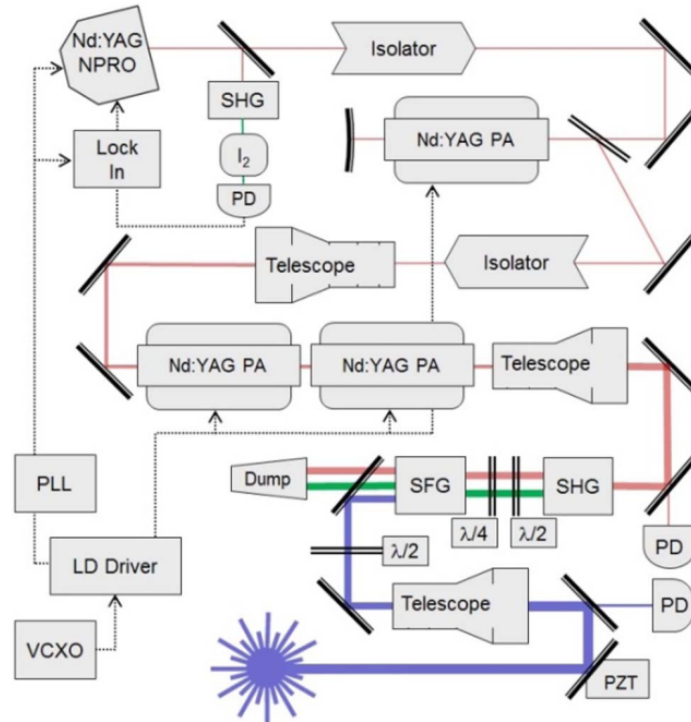 Nd:YAG
NPRO
Isolator
SHG
Nd:YAG PA
Lock
In
I₂
PD
Telescope
Isolator
Nd:YAG PA
Nd:YAG PA
Telescope
PLL
Dump
SFG
SHG
λ/4
λ/2
PD
LD Driver
λ/2
Telescope
PD
VCXO
PZT